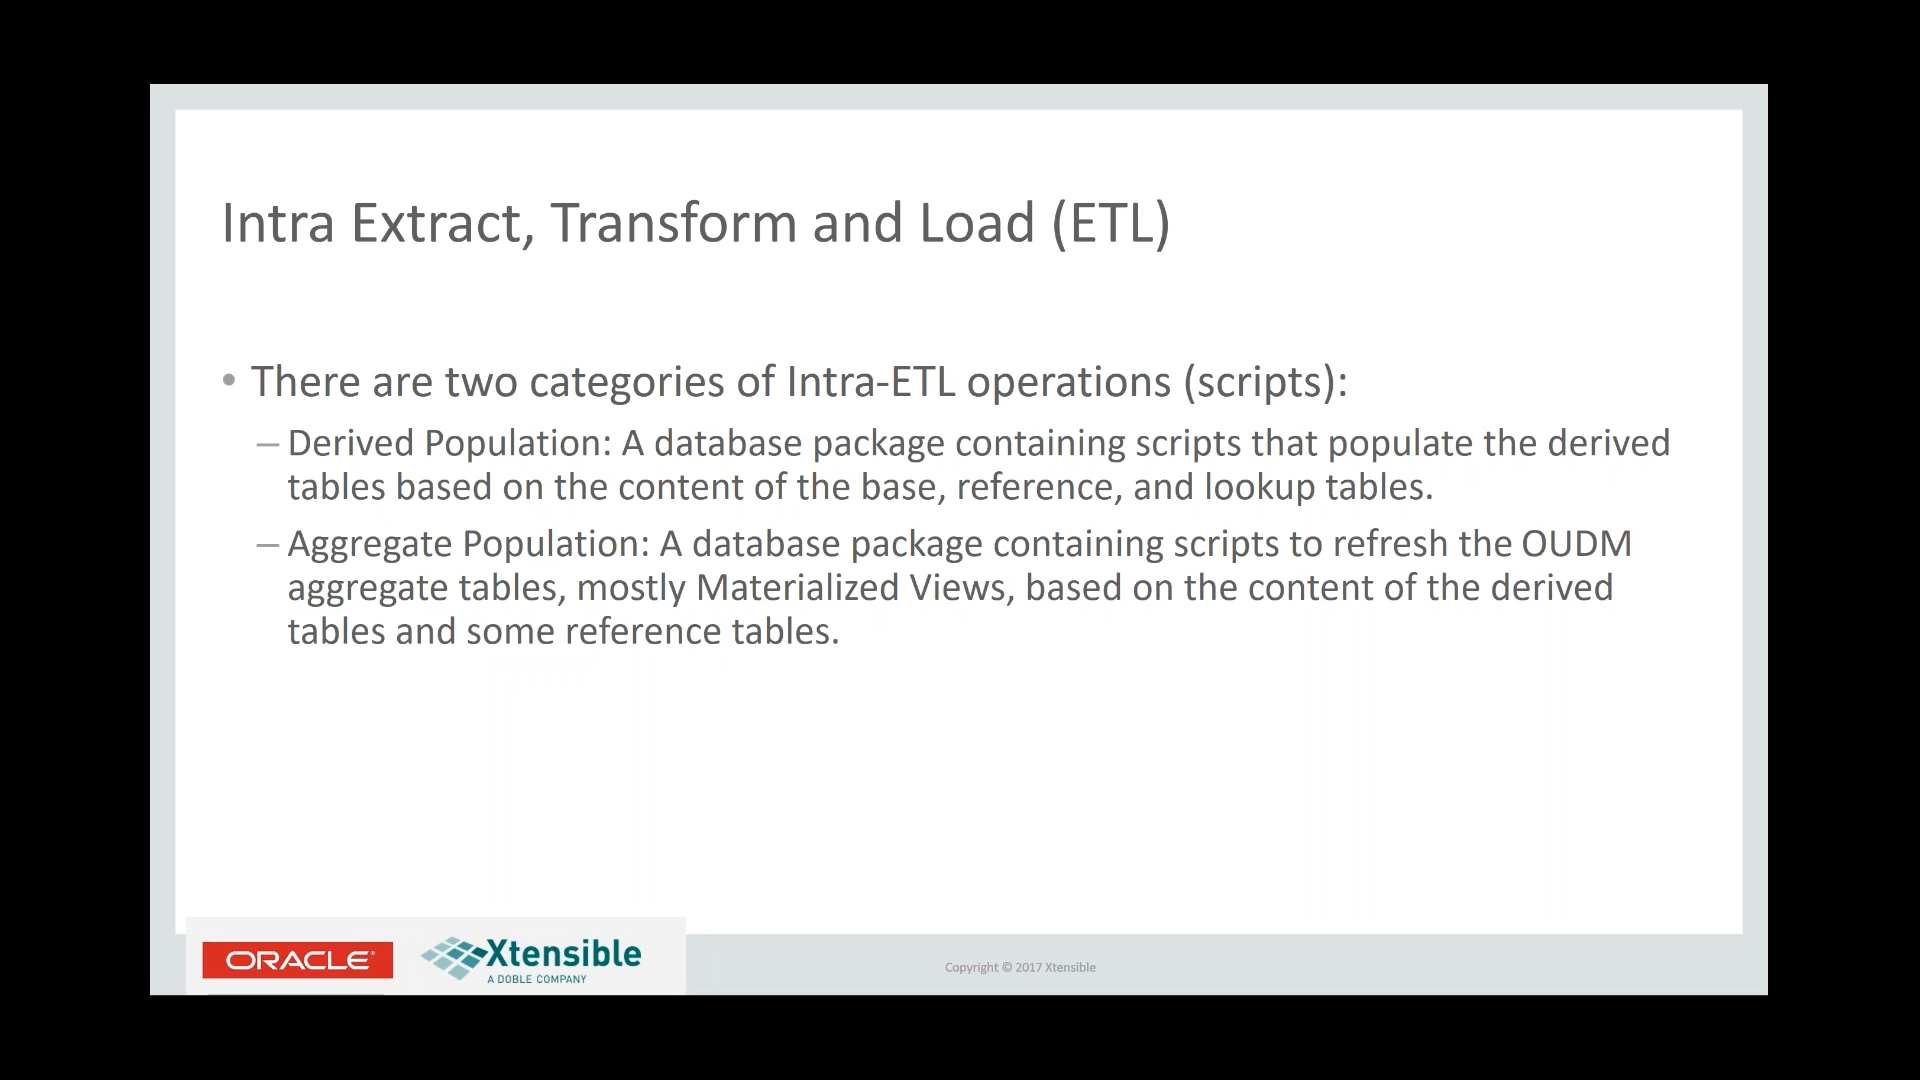 Intra Extract, Transform and Load (ETL)
• There are two categories of Intra-ETL operations (scripts):
– Derived Population: A database package containing scripts that populate the derived
tables based on the content of the base, reference, and lookup tables.
– Aggregate Population: A database package containing scripts to refresh the OUDM
aggregate tables, mostly Materialized Views, based on the content of the derived
tables and some reference tables.
ORACLE®
Xtensible
A DOBLE COMPANY
Copyright © 2017 Xtensible